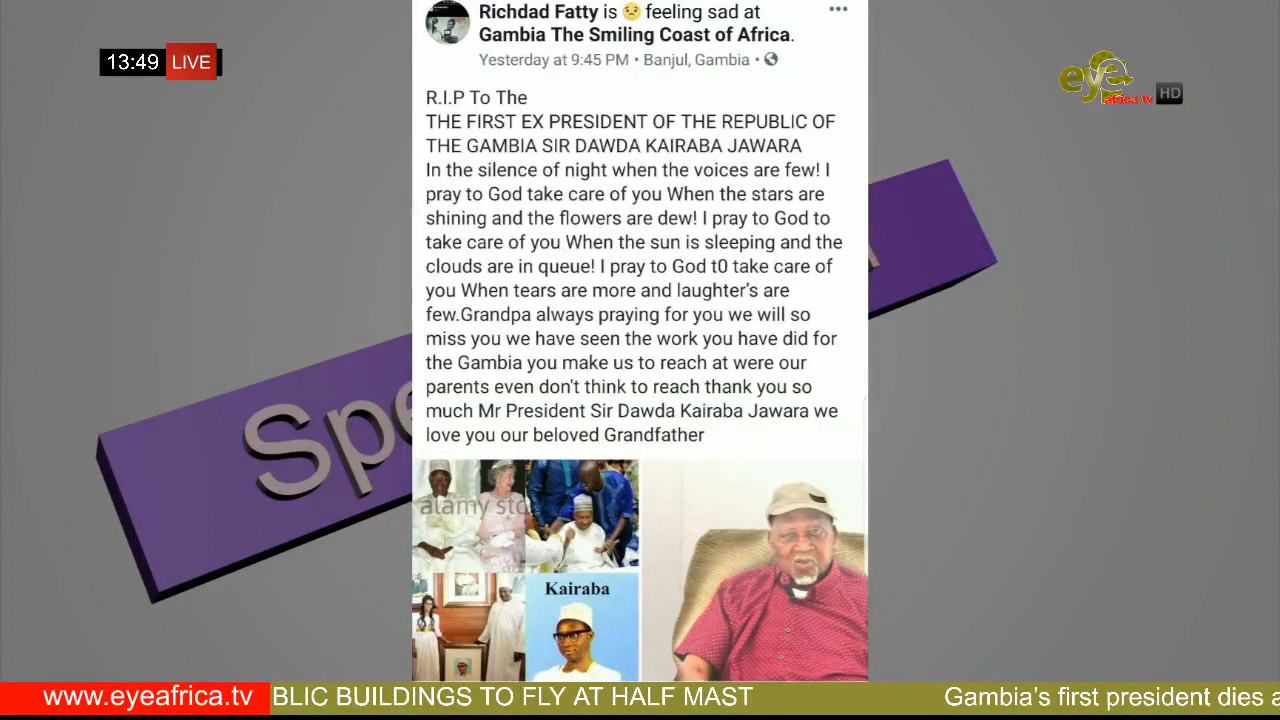 13:49 LIVE
Richdad Fatty is feeling sad at
Gambia The Smiling Coast of Africa.
Yesterday at 9:45 PM • Banjul, Gambia •
eye africa tv HD
R.I.P To The
THE FIRST EX PRESIDENT OF THE REPUBLIC OF
THE GAMBIA SIR DAWDA KAIRABA JAWARA
In the silence of night when the voices are few! I
pray to God take care of you When the stars are
shining and the flowers are dew! I pray to God to
take care of you When the sun is sleeping and the
clouds are in queue! I pray to God t0 take care of
you When tears are more and laughter’s are
few.Grandpa always praying for you we will so
miss you we have seen the work you have did for
the Gambia you make us to reach at were our
parents even don't think to reach thank you so
much Mr President Sir Dawda Kairaba Jawara we
love you our beloved Grandfather
Spe
alamy sto
Kairaba
www.eyeafrica.tv
BLIC BUILDINGS TO FLY AT HALF MAST
Gambia’s first president dies a